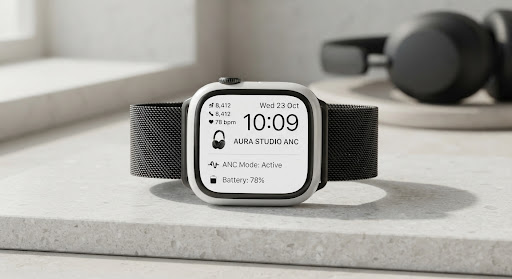 8,412
Wed 23 Oct
8,412
78 bpm
10:09
AURA STUDIO ANC
ANC Mode: Active
Battery: 78%